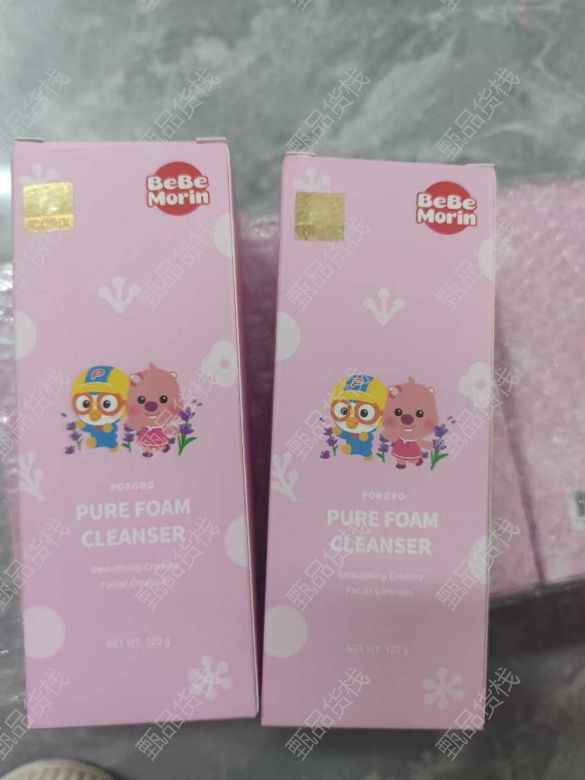 BeBe
Morin
P
PORORO
PURE FOAM
CLEANSER
Smoothing Creamy
Facial Cleanser
NET WT. 120 g
BeBe
Morin
P
PORORO
PURE FOAM
CLEANSER
Smoothing Creamy
Facial Cleanser
NET WT. 120 g
甄品货栈